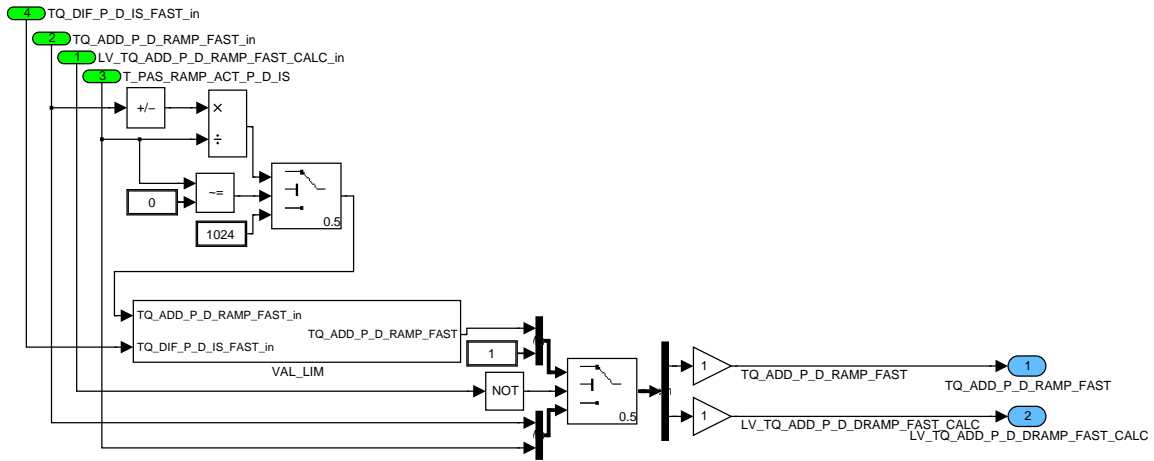 4 TQ_DIF_P_D_IS_FAST_in
2 TQ_ADD_P_D_RAMP_FAST_in
1 LV_TQ_ADD_P_D_RAMP_FAST_CALC_in
3 T_PAS_RAMP_ACT_P_D_IS
+/–
×
÷
~=
0
0.5
1024
TQ_ADD_P_D_RAMP_FAST_in
TQ_ADD_P_D_RAMP_FAST
TQ_DIF_P_D_IS_FAST_in
VAL_LIM
1
NOT
0.5
1
TQ_ADD_P_D_RAMP_FAST
1
TQ_ADD_P_D_RAMP_FAST
1
LV_TQ_ADD_P_D_DRAMP_FAST_CALC
2
LV_TQ_ADD_P_D_DRAMP_FAST_CALC